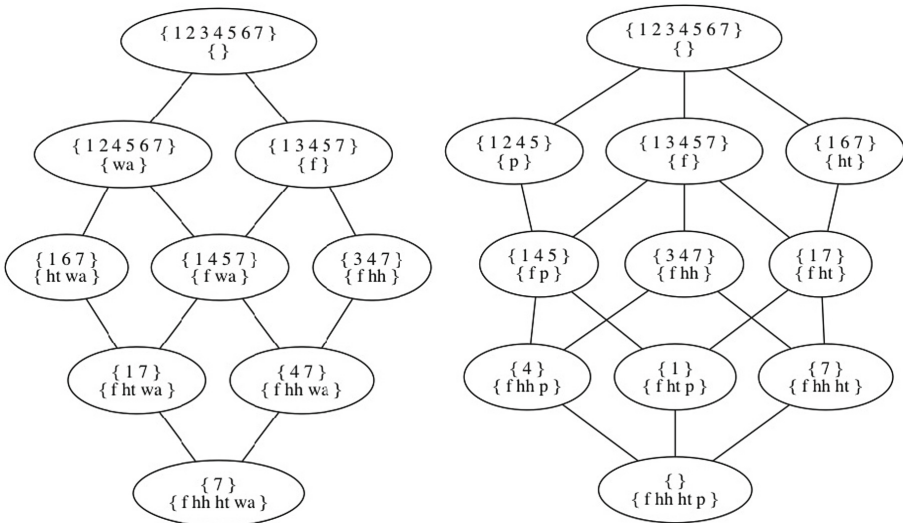 { 1 2 3 4 5 6 7 }
{ }
{ 1 2 4 5 6 7 }
{ wa }
{ 1 3 4 5 7 }
{ f }
{ 1 6 7 }
{ ht wa }
{ 1 4 5 7 }
{ f wa }
{ 3 4 7 }
{ f hh }
{ 1 7 }
{ f ht wa }
{ 4 7 }
{ f hh wa }
{ 7 }
{ f hh ht wa }
{ 1 2 3 4 5 6 7 }
{ }
{ 1 2 4 5 }
{ p }
{ 1 3 4 5 7 }
{ f }
{ 1 6 7 }
{ ht }
{ 1 4 5 }
{ f p }
{ 3 4 7 }
{ f hh }
{ 1 7 }
{ f ht }
{ 4 }
{ f hh p }
{ 1 }
{ f ht p }
{ 7 }
{ f hh ht }
{ }
{ f hh ht p }